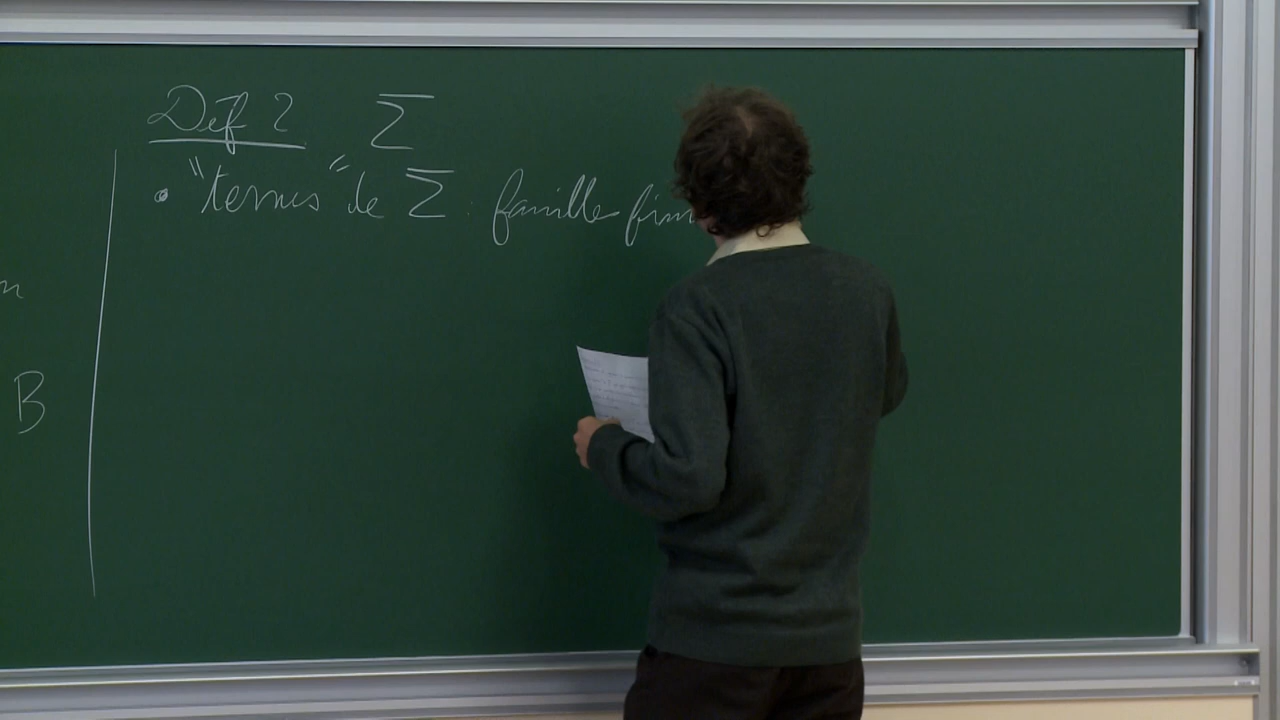 Def 2 Σ
• "termes" de Σ : famille fin
n
B